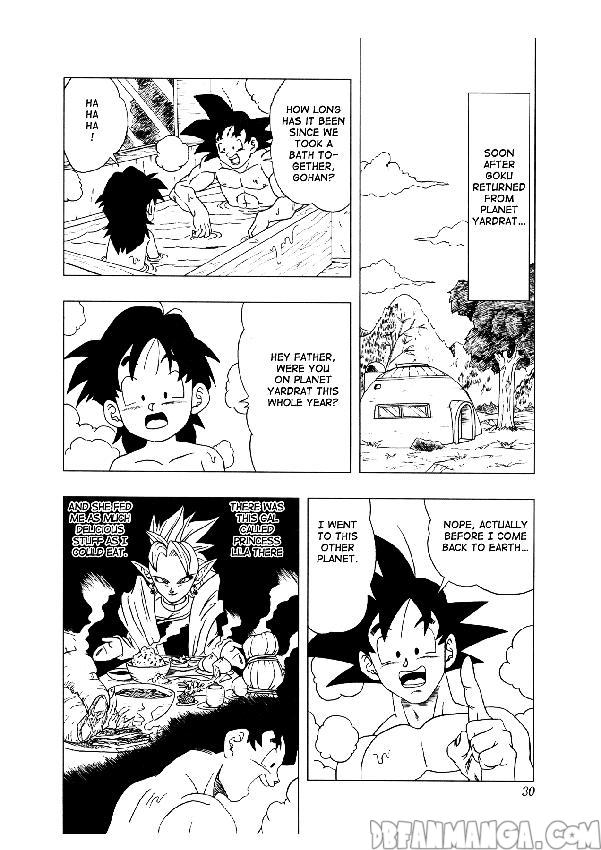 SOON
AFTER
GOKU
RETURNED
FROM
PLANET
YARDRAT...
HOW LONG
HAS IT BEEN
SINCE WE
TOOK A
BATH TO-
GETHER,
GOHAN?
HA
HA
HA
!
HEY FATHER,
WERE YOU
ON PLANET
YARDRAT THIS
WHOLE YEAR?
NOPE, ACTUALLY
BEFORE I COME
BACK TO EARTH...
I WENT
TO THIS
OTHER
PLANET.
THERE WAS
THIS GAL
CALLED
PRINCESS
LILA THERE
AND SHE FED
ME AS MUCH
DELICIOUS
STUFF AS I
COULD EAT.
30
DBFANMANGA.COM